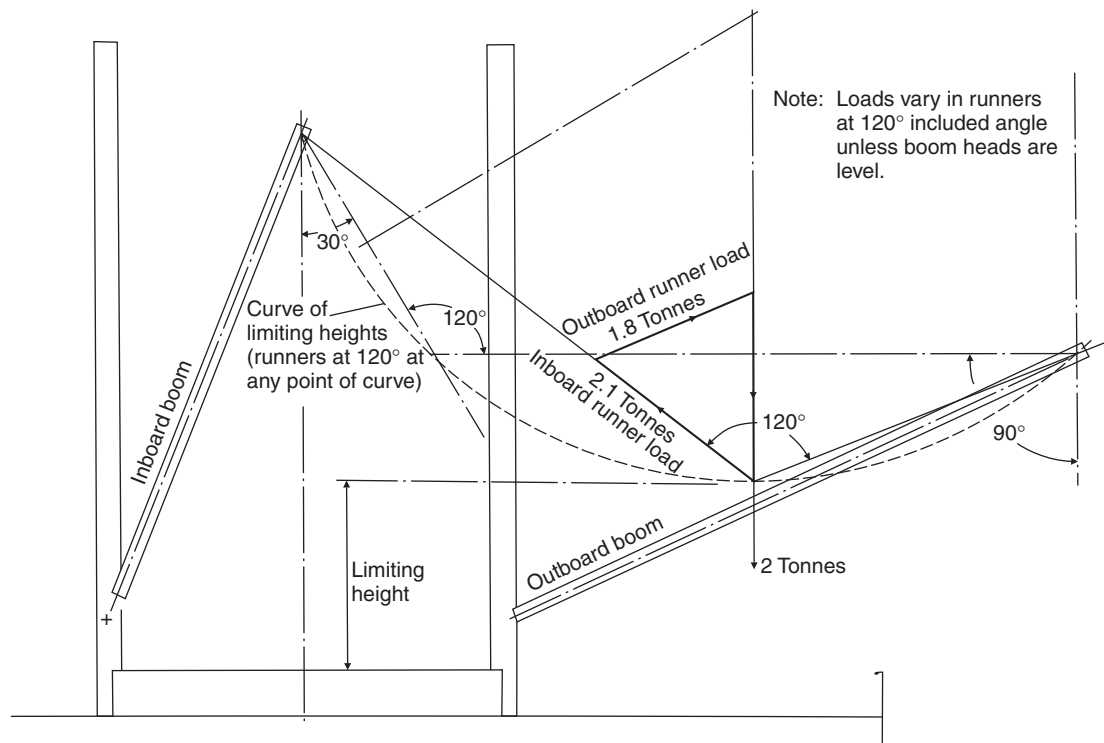 Note: Loads vary in runners
at 120° included angle
unless boom heads are
level.
30°
Curve of
limiting heights
(runners at 120° at
any point of curve)
120°
Inboard boom
Outboard runner load
1.8 Tonnes
2.1 Tonnes
Inboard runner load
120°
90°
Outboard boom
2 Tonnes
Limiting
height